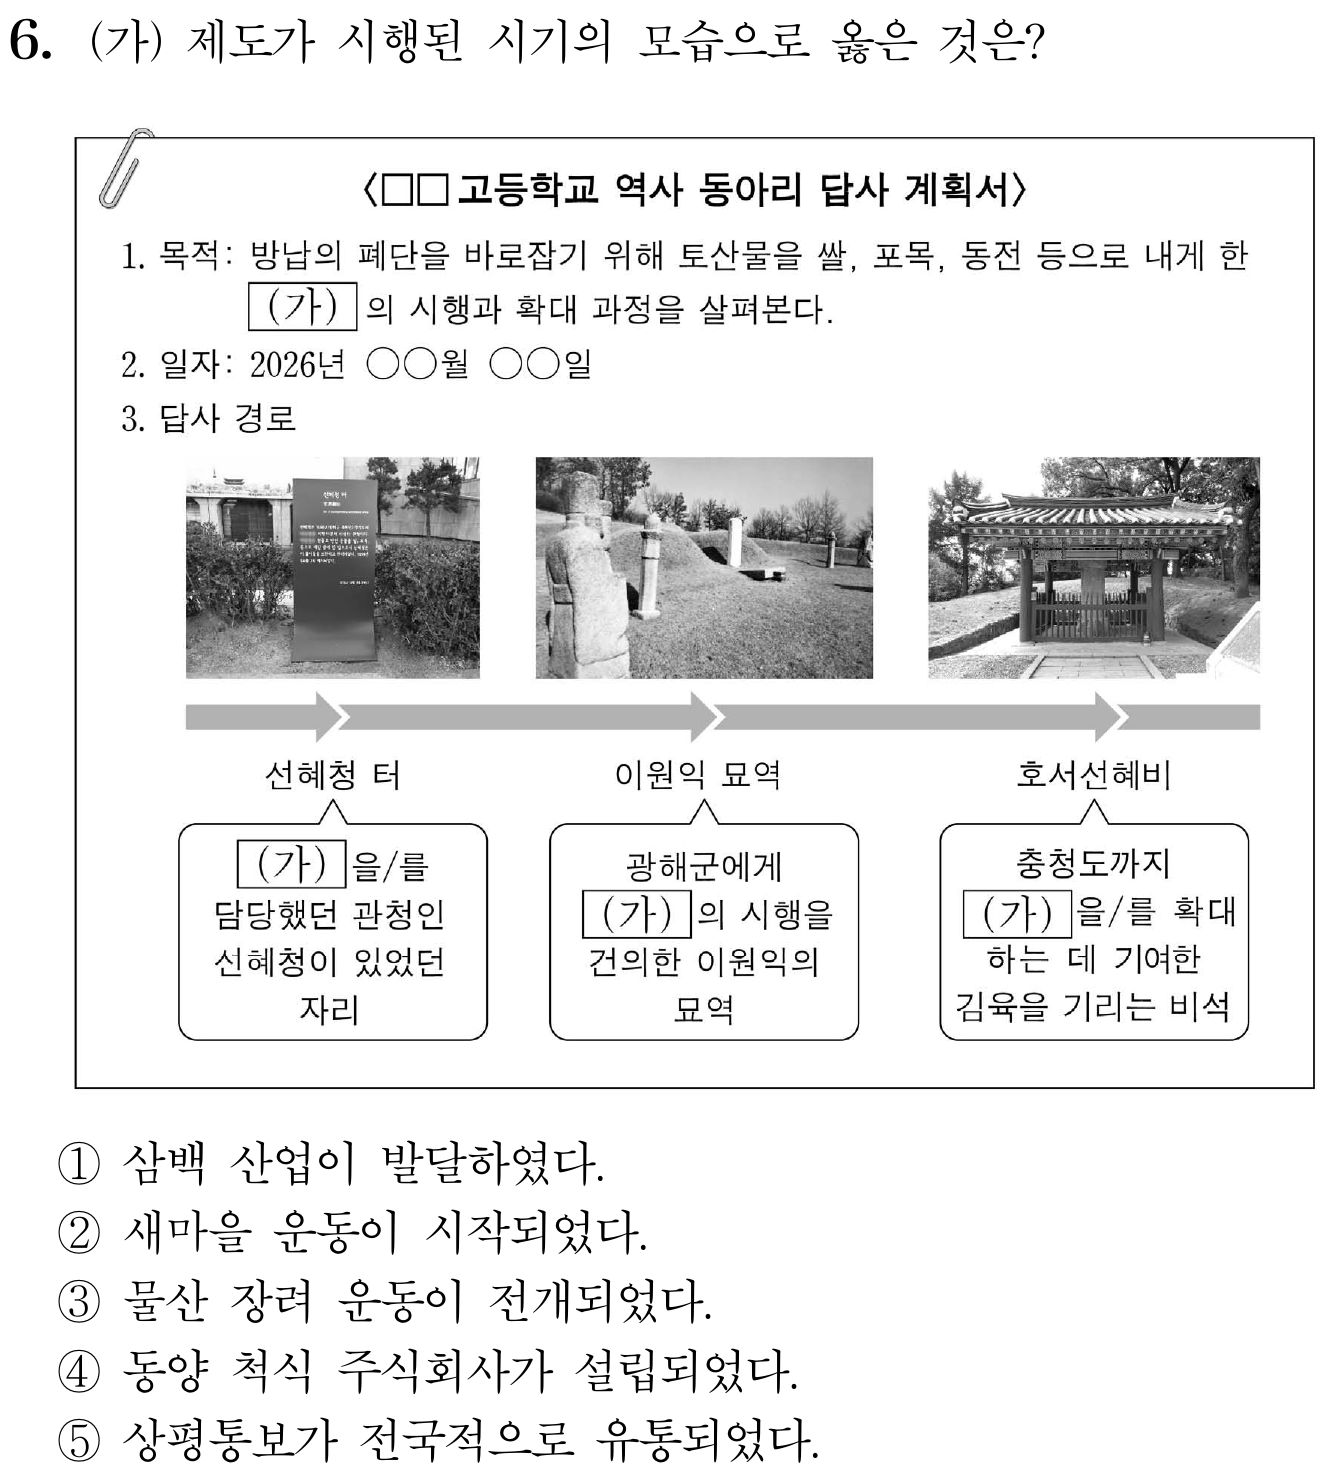 6. (가) 제도가 시행된 시기의 모습으로 옳은 것은?
〈□□고등학교 역사 동아리 답사 계획서〉
1. 목적: 방납의 폐단을 바로잡기 위해 토산물을 쌀, 포목, 동전 등으로 내게 한
(가) 의 시행과 확대 과정을 살펴본다.
2. 일자: 2026년 ○○월 ○○일
3. 답사 경로
선혜청 터
(가) 을/를
담당했던 관청인
선혜청이 있었던
자리
이원익 묘역
광해군에게
(가) 의 시행을
건의한 이원익의
묘역
호서선혜비
충청도까지
(가) 을/를 확대
하는 데 기여한
김육을 기리는 비석
① 삼백 산업이 발달하였다.
② 새마을 운동이 시작되었다.
③ 물산 장려 운동이 전개되었다.
④ 동양 척식 주식회사가 설립되었다.
⑤ 상평통보가 전국적으로 유통되었다.